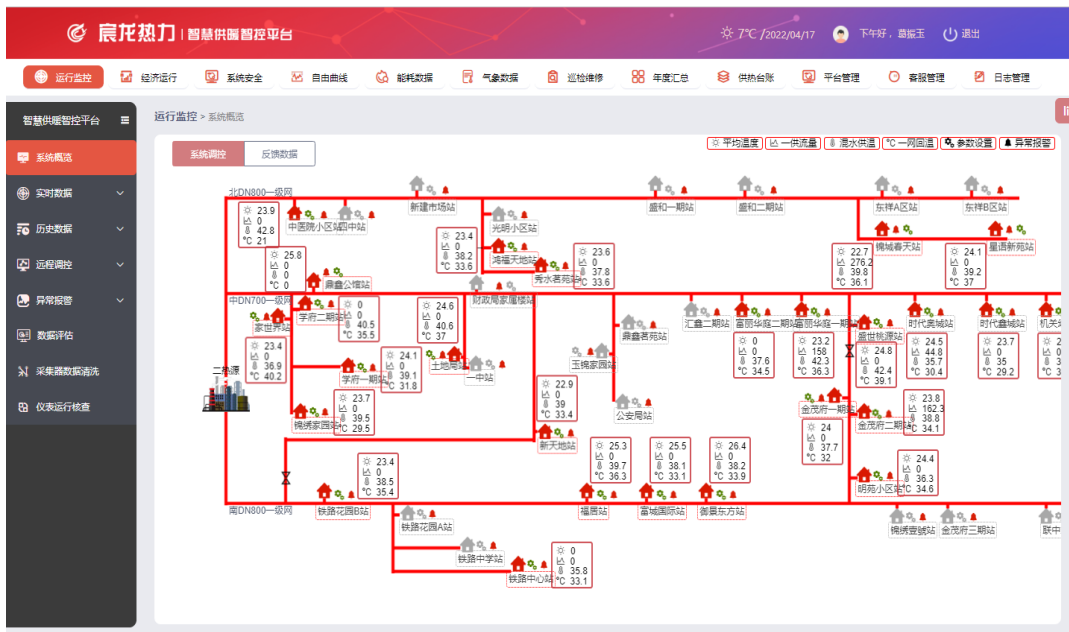 宸龙热力 智慧供暖智控平台
7℃ /2022/04/17 下午好，葛振玉 退出
运行监控 经济运行 系统安全 自由曲线 能耗数据 气象数据 巡检维修 年度汇总 供热台账 平台管理 客服管理 日志管理
智慧供暖智控平台
系统概览
实时数据
历史数据
远程调控
异常报警
数据评估
采集器数据清洗
仪表运行核查
运行监控 > 系统概览
系统调控 反馈数据
平均温度 一供流量 混水供温 ℃ 一网回温 参数设置 异常报警
北DN800一级网
新建市场站
盛和一期站
盛和二期站
东祥A区站
东祥B区站
23.9
0
42.8
℃ 21
中医院小区站
四中站
光明小区站
23.4
0
38.2
℃ 33.6
鸿福天地站
秀水茗苑站
23.6
0
37.8
℃ 33.6
锦城春天站
星语新苑站
22.7
276.2
39.8
℃ 36.1
24.1
0
39.2
℃ 37
25.8
0
0
℃ 0
鼎鑫公馆站
财政局家属楼站
中DN700一级网
家世界站
学府二期站
0
0
40.5
℃ 35.5
24.6
0
40.6
℃ 37
鼎鑫茗苑站
汇鑫二期站
富丽华庭二期站
富丽华庭一期站
盛世桃源站
时代奥城站
时代鑫城站
机关
23.4
0
36.9
℃ 40.2
学府一期站
24.1
0
39.1
℃ 31.8
土地局站
一中站
玉锦家园站
0
0
37.6
℃ 34.5
23.2
158
42.3
℃ 36.3
24.8
0
42.4
℃ 39.1
24.5
44.8
35.7
℃ 30.4
23.7
0
35
℃ 29.2
二热源
锦绣家园站
23.7
0
39.5
℃ 29.5
22.9
0
39
℃ 33.4
公安局站
金茂府一期站
金茂府二期站
23.8
162.3
38.8
℃ 34.1
新天地站
24
0
37.7
℃ 32
23.4
0
38.5
℃ 35.4
25.3
0
39.7
℃ 36.3
25.5
0
38.1
℃ 33.1
26.4
0
38.2
℃ 33.9
明苑小区站
24.4
0
36.3
℃ 34.6
南DN800一级网
铁路花园B站
福居站
富城国际站
御景东方站
铁路花园A站
锦绣壹號站
金茂府三期站
联中
铁路中学站
铁路中心站
0
0
35.8
℃ 33.1